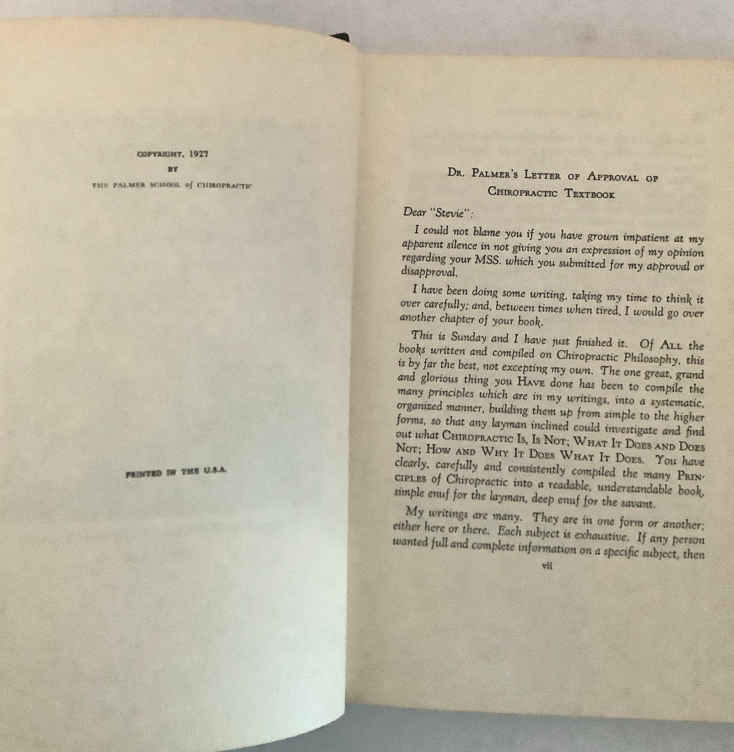 COPYRIGHT, 1927
BY
THE PALMER SCHOOL of CHIROPRACTIC
PRINTED IN THE U.S.A.
DR. PALMER'S LETTER OF APPROVAL OF
CHIROPRACTIC TEXTBOOK
Dear "Stevie":
I could not blame you if you have grown impatient at my
apparent silence in not giving you an expression of my opinion
regarding your MSS. which you submitted for my approval or
disapproval.
I have been doing some writing, taking my time to think it
over carefully; and, between times when tired, I would go over
another chapter of your book.
This is Sunday and I have just finished it. Of ALL the
books written and compiled on Chiropractic Philosophy, this
is by far the best, not excepting my own. The one great, grand
and glorious thing you HAVE done has been to compile the
many principles which are in my writings, into a systematic,
organized manner, building them up from simple to the higher
forms, so that any layman inclined could investigate and find
out what CHIROPRACTIC IS, IS NOT; WHAT IT DOES AND DOES
NOT; HOW AND WHY IT DOES WHAT IT DOES. You have
clearly, carefully and consistently compiled the many PRIN-
CIPLES of Chiropractic into a readable, understandable book,
simple enuf for the layman, deep enuf for the savant.
My writings are many. They are in one form or another;
either here or there. Each subject is exhaustive. If any person
wanted full and complete information on a specific subject, then
vii